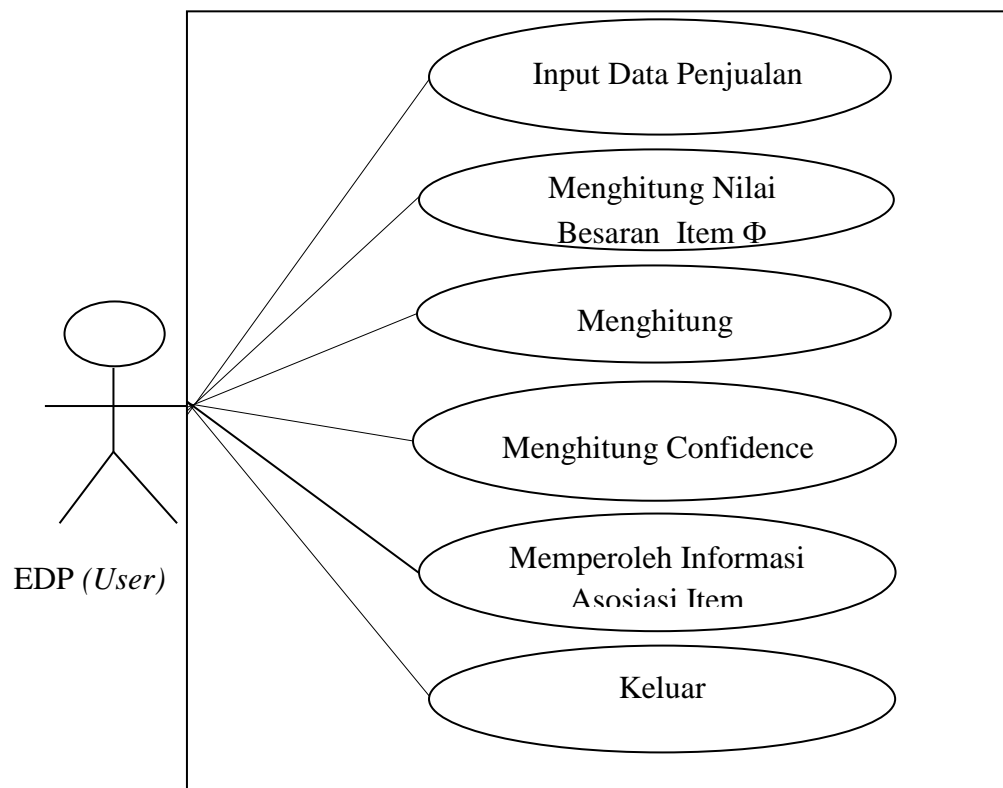 Input Data Penjualan
Menghitung Nilai
Besaran Item Φ
Menghitung
Menghitung Confidence
Memperoleh Informasi
Asosiasi Item
Keluar
EDP (User)